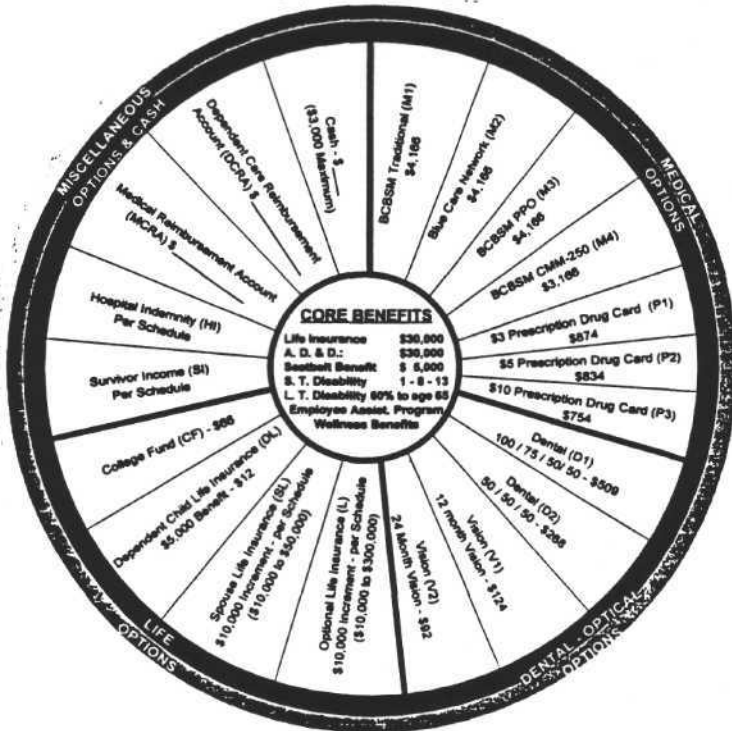 MISCELLANEOUS
OPTIONS & CASH
MEDICAL
OPTIONS
DENTAL - OPTICAL
OPTIONS
LIFE
OPTIONS
CORE BENEFITS
Life Insurance $30,000
A. D. & D.: $30,000
Seatbelt Benefit $ 5,000
S. T. Disability 1 - 8 - 13
L. T. Disability 60% to age 65
Employee Assist. Program
Wellness Benefits
BCBSM Traditional (M1)
$4,166
Blue Care Network (M2)
$4,166
BCBSM PPO (M3)
$4,166
BCBSM CMM-250 (M4)
$3,166
$3 Prescription Drug Card (P1)
$874
$5 Prescription Drug Card (P2)
$834
$10 Prescription Drug Card (P3)
$754
Dental (D1)
100 / 75 / 50/ 50 - $509
Dental (D2)
50 / 50 / 50 - $266
Vision (V1)
12 month Vision - $124
Vision (V2)
24 Month Vision - $92
Optional Life Insurance (L)
$10,000 Increment - per Schedule
($10,000 to $300,000)
Spouse Life Insurance (SL)
$10,000 Increment - per Schedule
($10,000 to $50,000)
Dependent Child Life Insurance (DL)
$5,000 Benefit - $12
College Fund (CF) - $66
Survivor Income (SI)
Per Schedule
Hospital Indemnity (HI)
Per Schedule
Medical Reimbursement Account
(MCRA) $ ______
Dependent Care Reimbursement
Account (DCRA) $ ______
Cash - $ ______
($3,000 Maximum)